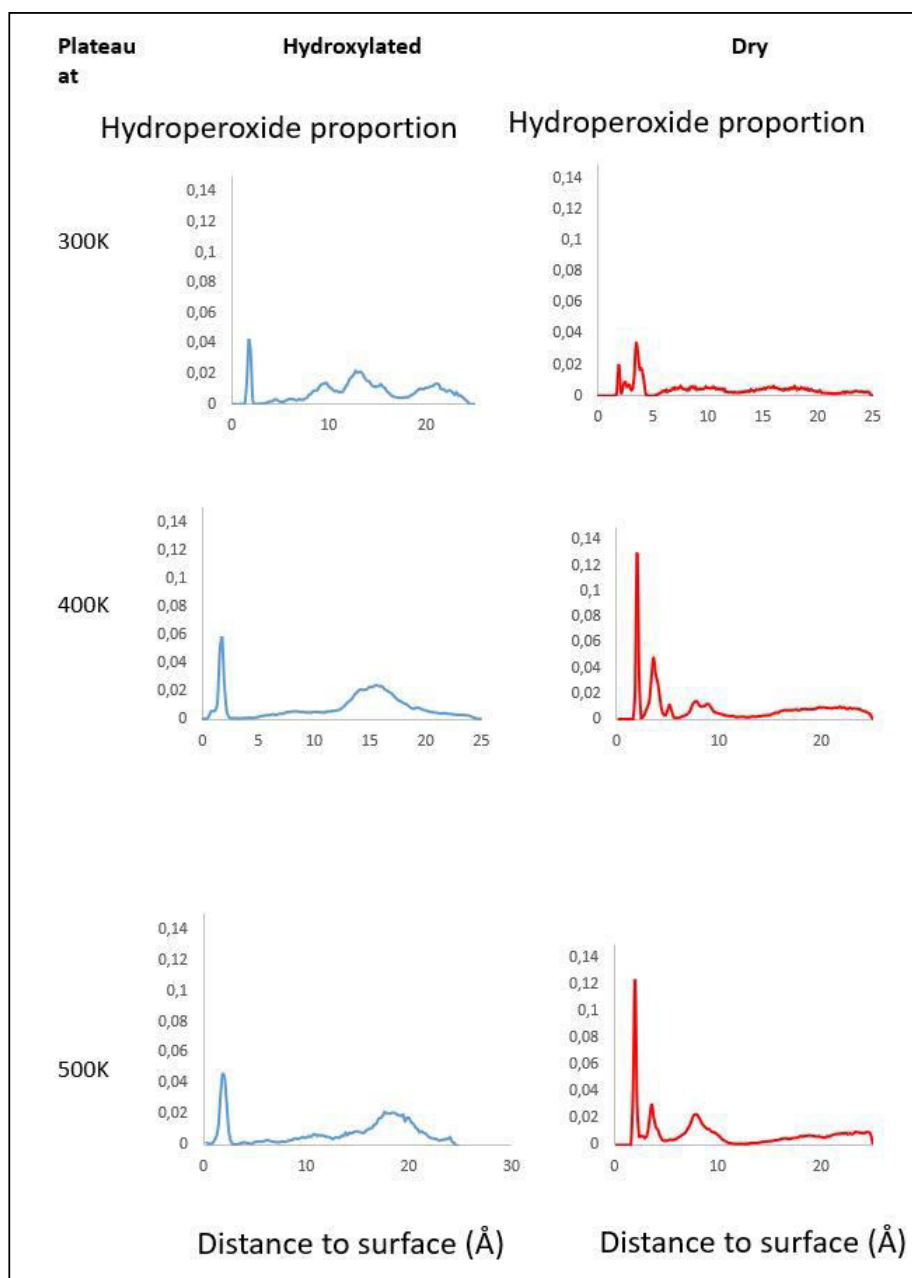 Plateau
at
Hydroxylated
Dry
Hydroperoxide proportion
Hydroperoxide proportion
300K
0,14
0,12
0,1
0,08
0,06
0,04
0,02
0
0 10 20
0,14
0,12
0,1
0,08
0,06
0,04
0,02
0
0 5 10 15 20 25
400K
0,14
0,12
0,1
0,08
0,06
0,04
0,02
0
0 5 10 15 20 25
0,14
0,12
0,1
0,08
0,06
0,04
0,02
0
0 10 20
500K
0,14
0,12
0,1
0,08
0,06
0,04
0,02
0
0 10 20 30
0,14
0,12
0,1
0,08
0,06
0,04
0,02
0
0 10 20
Distance to surface (Å)
Distance to surface (Å)